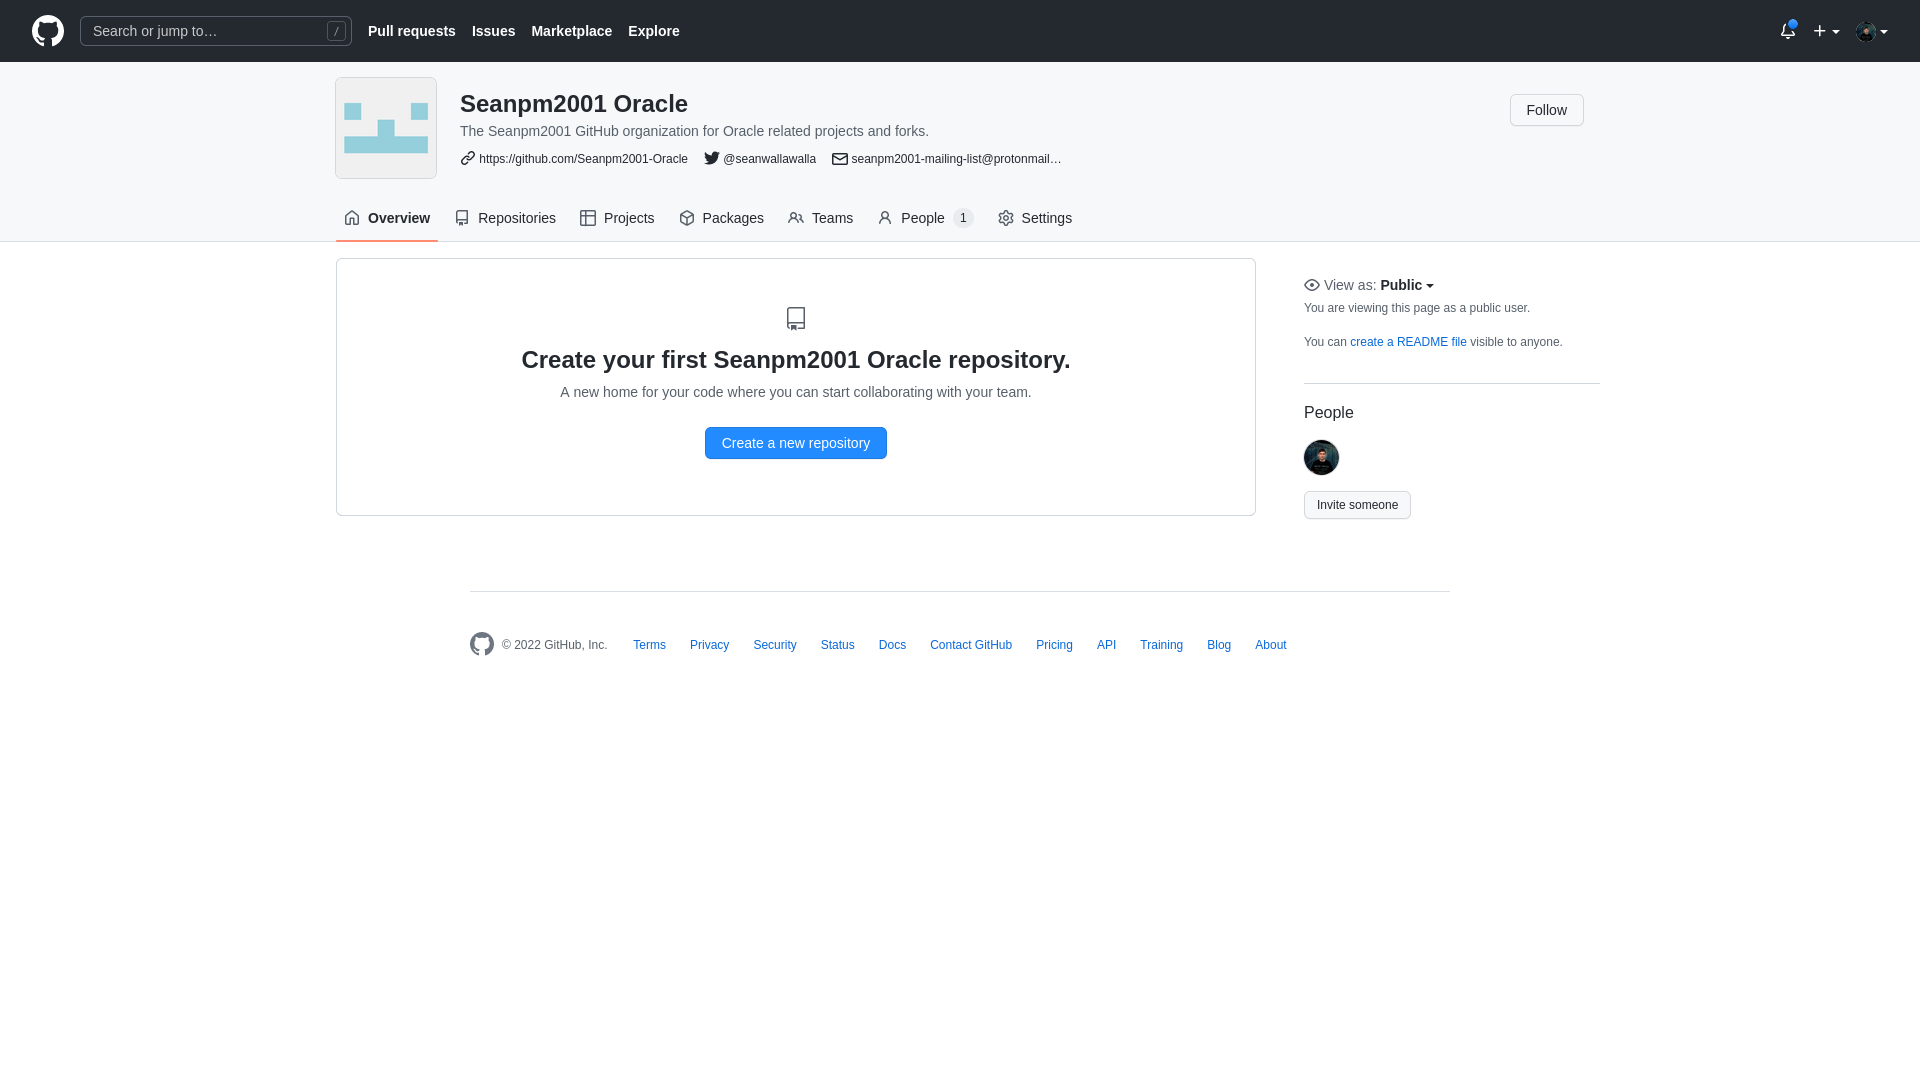 Search or jump to…
/
Pull requests Issues Marketplace Explore
Seanpm2001 Oracle
Follow
The Seanpm2001 GitHub organization for Oracle related projects and forks.
https://github.com/Seanpm2001-Oracle @seanwallawalla seanpm2001-mailing-list@protonmail…
Overview Repositories Projects Packages Teams People 1 Settings
Create your first Seanpm2001 Oracle repository.
A new home for your code where you can start collaborating with your team.
Create a new repository
View as: Public
You are viewing this page as a public user.
You can create a README file visible to anyone.
People
Invite someone
© 2022 GitHub, Inc. Terms Privacy Security Status Docs Contact GitHub Pricing API Training Blog About